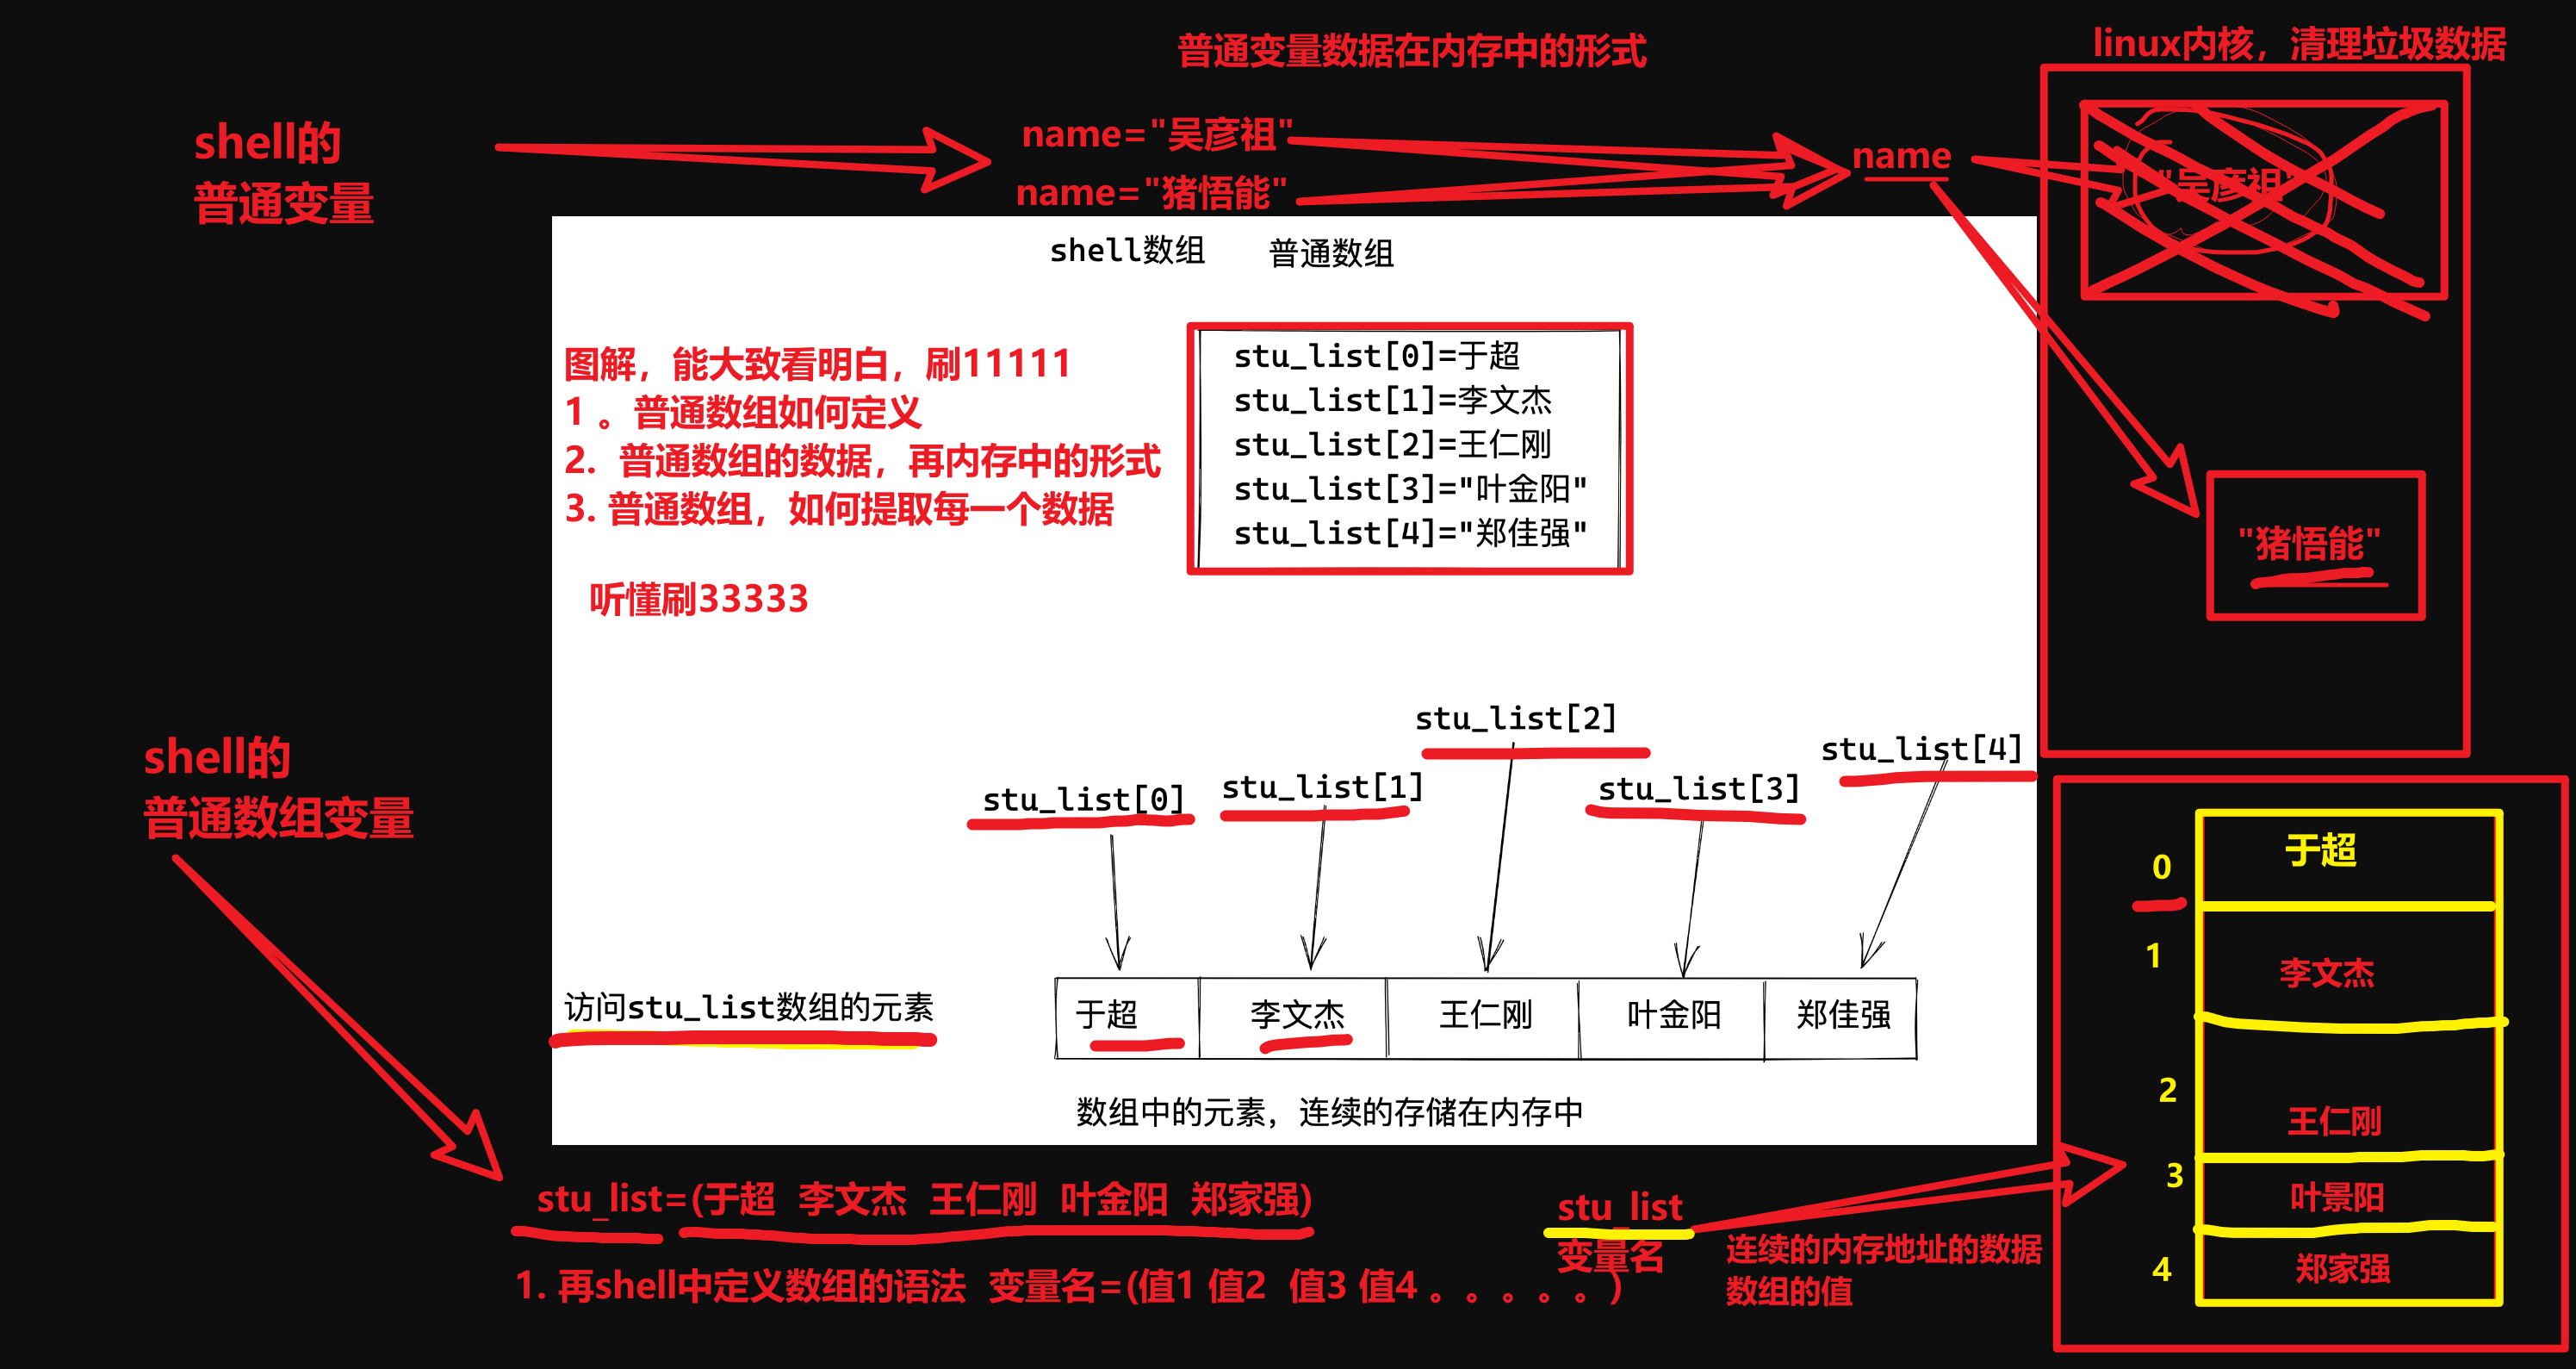 普通变量数据在内存中的形式
linux内核，清理垃圾数据
shell的
普通变量
name="吴彦祖"
name="猪悟能"
name
"吴彦祖"
"猪悟能"
shell数组 普通数组
图解，能大致看明白，刷11111
1 。普通数组如何定义
2. 普通数组的数据，再内存中的形式
3. 普通数组，如何提取每一个数据
听懂刷33333
stu_list[0]=于超
stu_list[1]=李文杰
stu_list[2]=王仁刚
stu_list[3]="叶金阳"
stu_list[4]="郑佳强"
shell的
普通数组变量
stu_list[0]
stu_list[1]
stu_list[2]
stu_list[3]
stu_list[4]
访问stu_list数组的元素
于超 李文杰 王仁刚 叶金阳 郑佳强
数组中的元素，连续的存储在内存中
stu_list=(于超 李文杰 王仁刚 叶金阳 郑家强)
1. 再shell中定义数组的语法 变量名=(值1 值2 值3 值4 。。。。。)
stu_list
变量名
连续的内存地址的数据
数组的值
0 于超
1 李文杰
2 王仁刚
3 叶景阳
4 郑家强